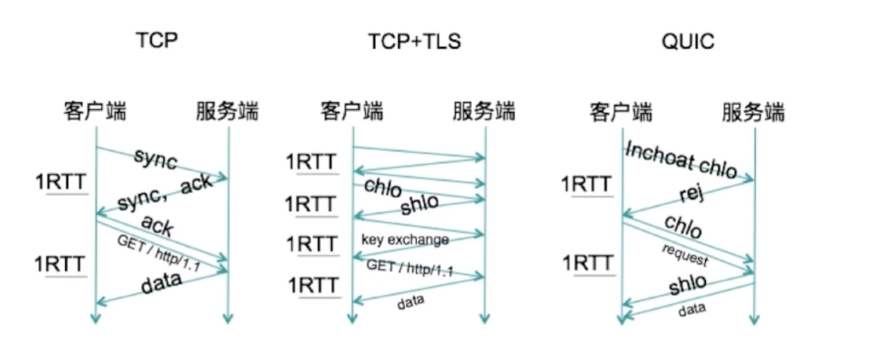 TCP
TCP+TLS
QUIC
客户端
服务端
客户端
服务端
客户端
服务端
sync
1RTT
sync，ack
ack
GET / http/1.1
1RTT
data
1RTT
chlo
1RTT
shlo
1RTT
key exchange
GET / http/1.1
1RTT
data
Inchoat chlo
1RTT
rej
chlo
request
1RTT
shlo
data